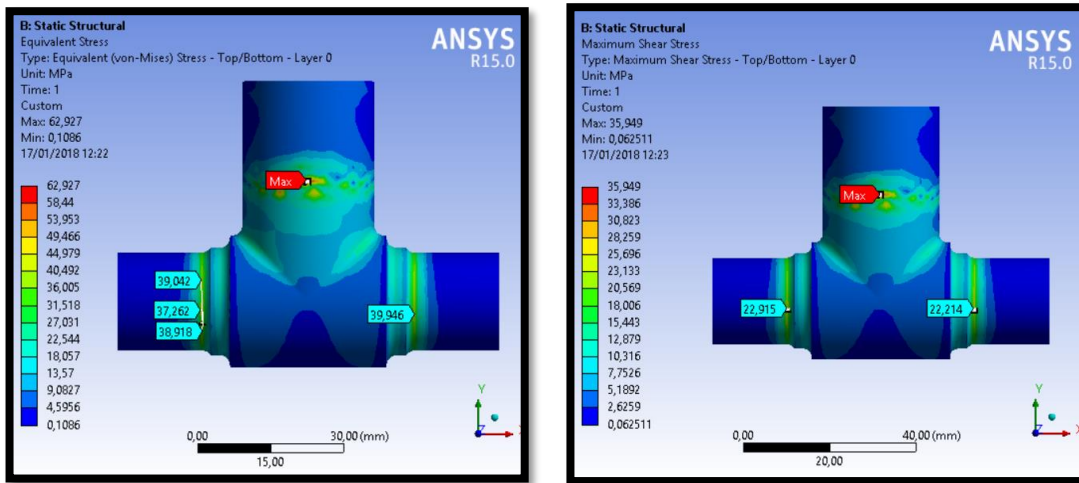 B: Static Structural
Equivalent Stress
Type: Equivalent (von-Mises) Stress - Top/Bottom - Layer 0
Unit: MPa
Time: 1
Custom
Max: 62,927
Min: 0,1086
17/01/2018 12:22
ANSYS
R15.0
62,927
58,44
53,953
49,466
44,979
40,492
36,005
31,518
27,031
22,544
18,057
13,57
9,0827
4,5956
0,1086
Max
39,042
37,262
38,918
39,946
0,00
30,00 (mm)
15,00
Y
Z
B: Static Structural
Maximum Shear Stress
Type: Maximum Shear Stress - Top/Bottom - Layer 0
Unit: MPa
Time: 1
Custom
Max: 35,949
Min: 0,062511
17/01/2018 12:23
ANSYS
R15.0
35,949
33,386
30,823
28,259
25,696
23,133
20,569
18,006
15,443
12,879
10,316
7,7526
5,1892
2,6259
0,062511
Max
22,915
22,214
0,00
40,00 (mm)
20,00
Y
Z
X